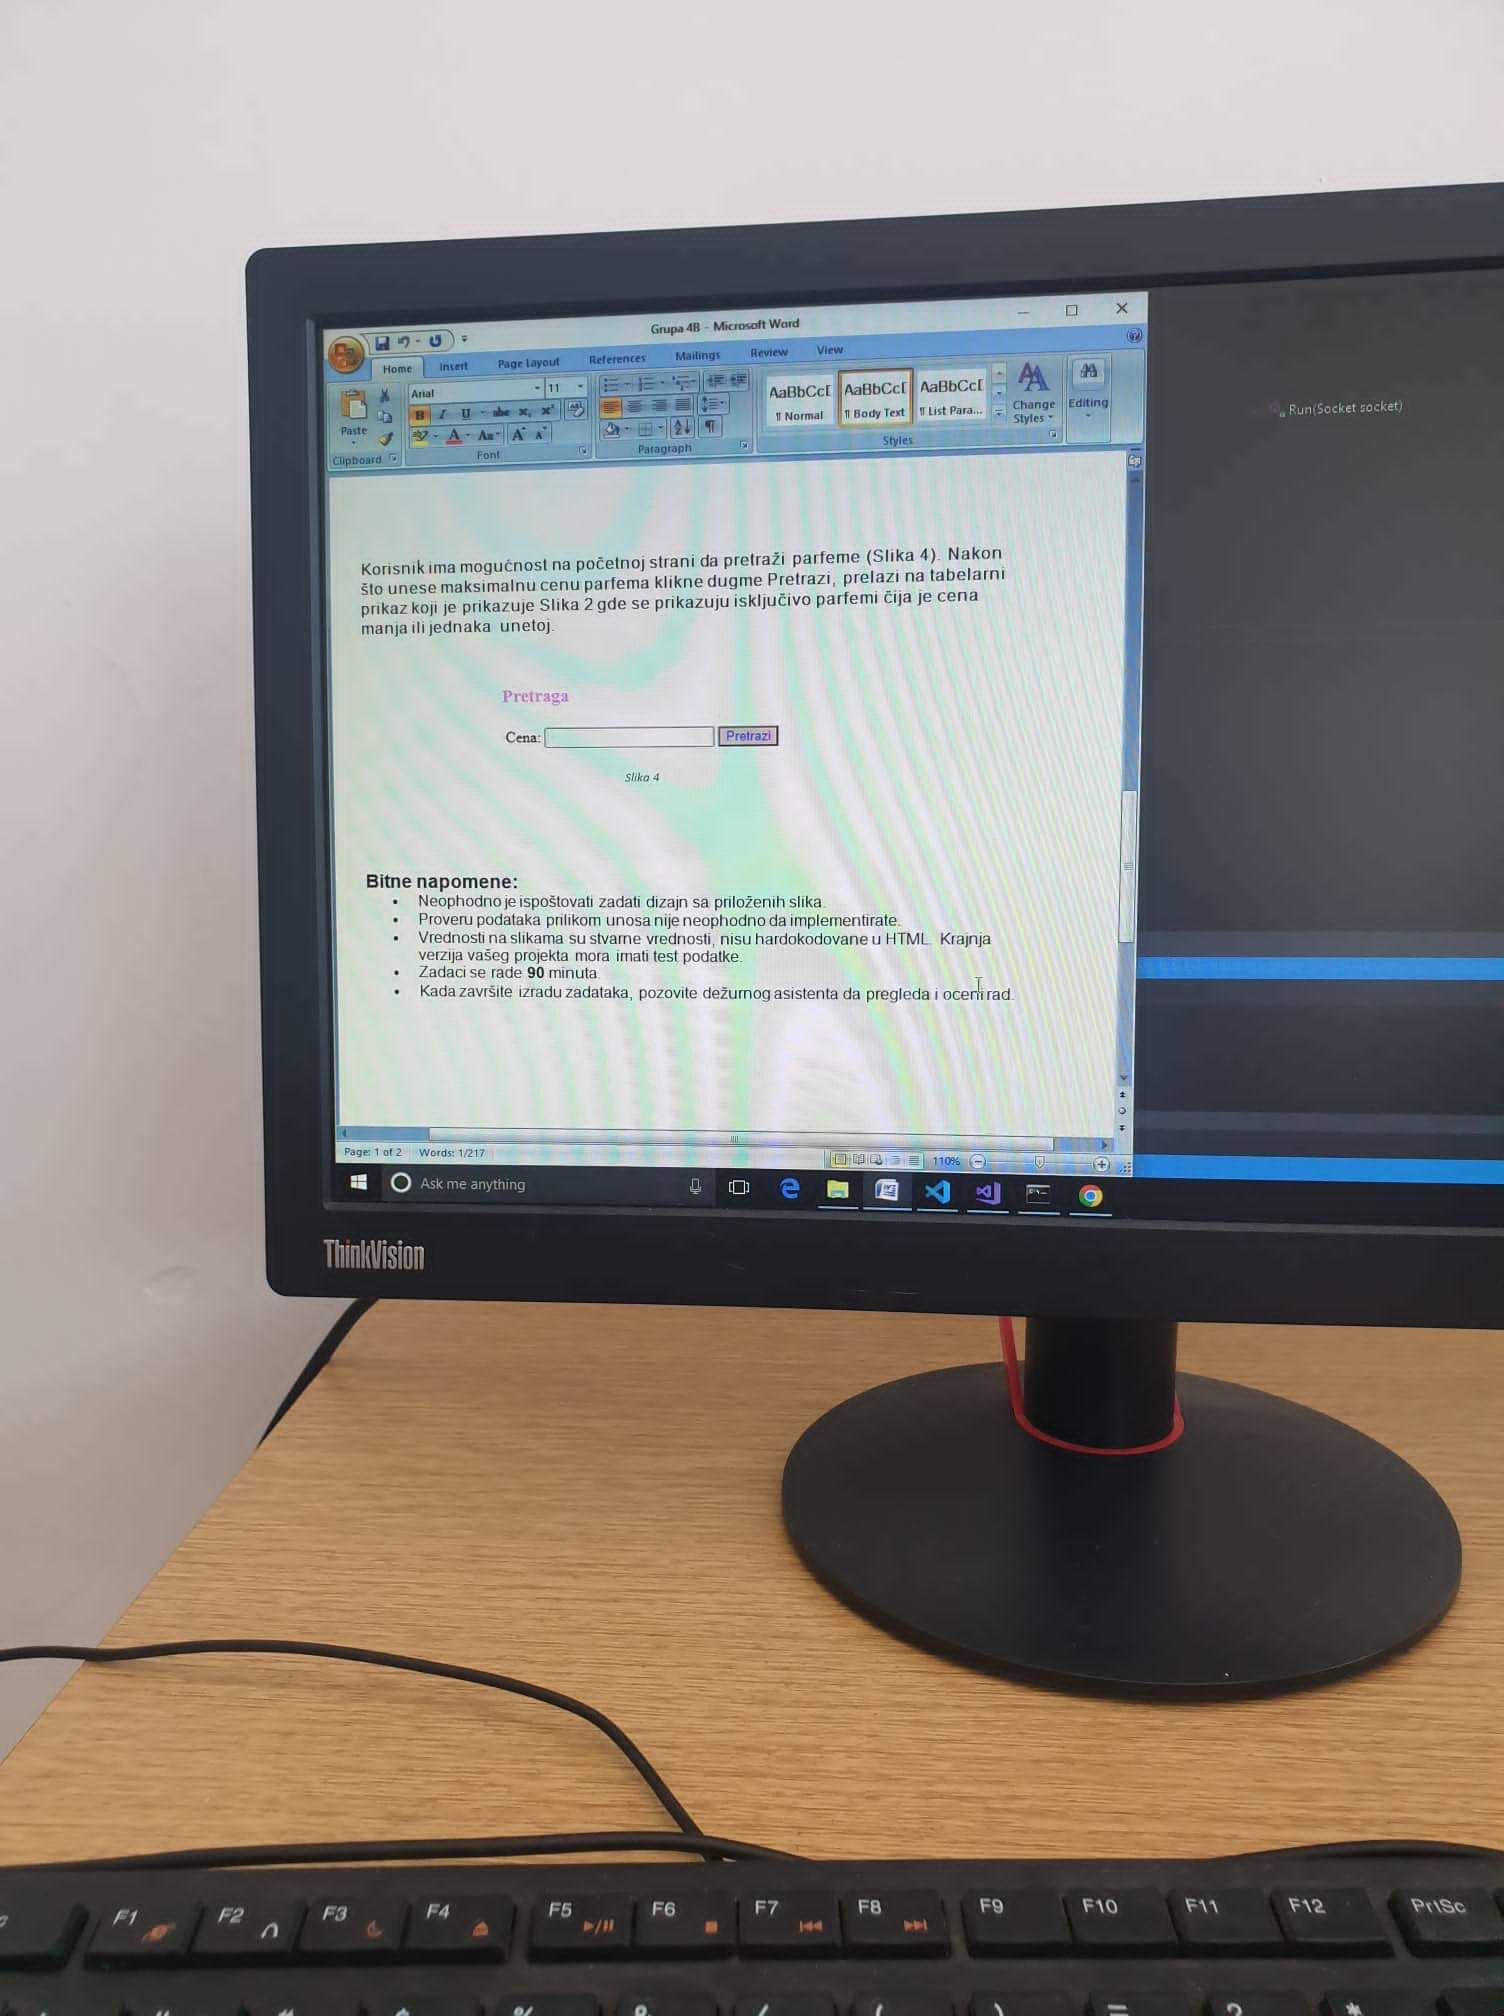 Grupa 4B - Microsoft Word
Home Insert Page Layout References Mailings Review View
Arial 11
AaBbCcI AaBbCcI AaBbCcI
Paste
¶ Normal ¶ Body Text ¶ List Para...
Change Styles
Editing
Clipboard Font Paragraph Styles
Run(Socket socket)
Korisnik ima mogućnost na početnoj strani da pretraži parfeme (Slika 4). Nakon
što unese maksimalnu cenu parfema klikne dugme Pretrazi, prelazi na tabelarni
prikaz koji je prikazuje Slika 2 gde se prikazuju isključivo parfemi čija je cena
manja ili jednaka unetoj.
Pretraga
Cena: Pretrazi
Slika 4
Bitne napomene:
• Neophodno je ispoštovati zadati dizajn sa priloženih slika.
• Proveru podataka prilikom unosa nije neophodno da implementirate.
• Vrednosti na slikama su stvarne vrednosti, nisu hardokodovane u HTML. Krajnja
verzija vašeg projekta mora imati test podatke.
• Zadaci se rade 90 minuta.
• Kada završite izradu zadataka, pozovite dežurnog asistenta da pregleda i oceni rad.
Page: 1 of 2 Words: 1/217 110%
Ask me anything
ThinkVision
F1 F2 F3 F4 F5 F6 F7 F8 F9 F10 F11 F12 PrtSc